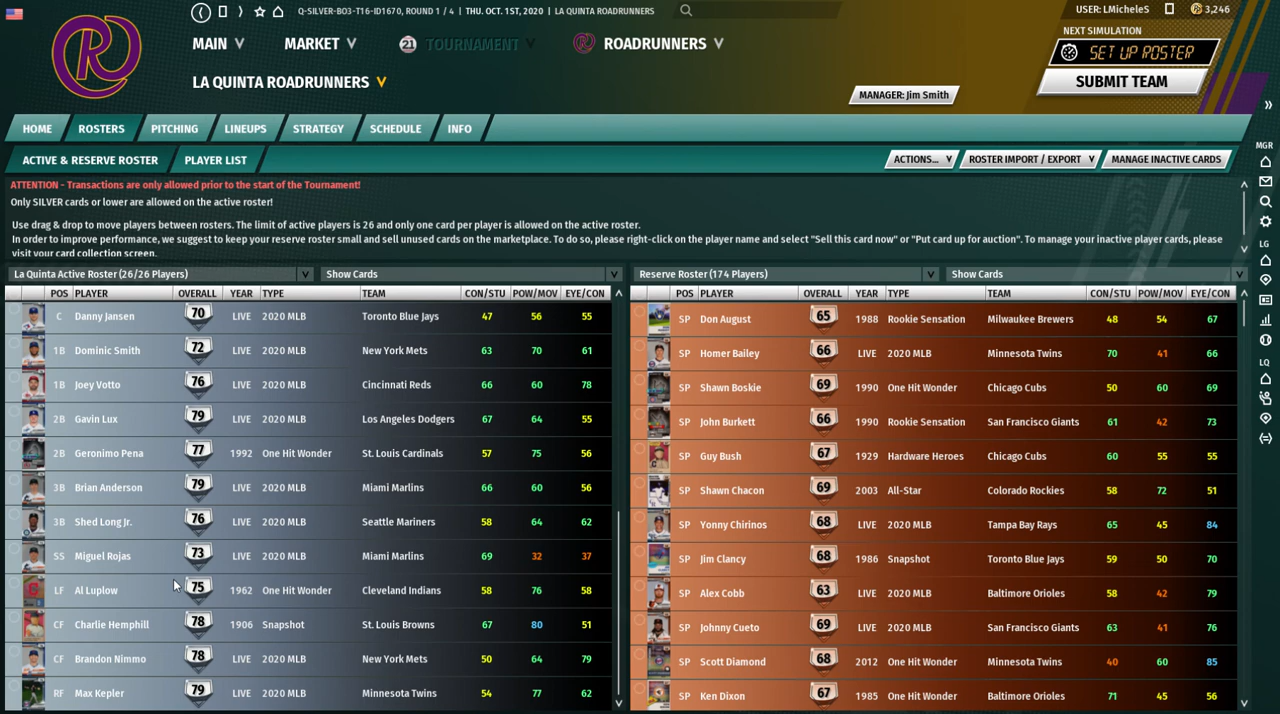 Q-SILVER-BO3-T16-ID1670, ROUND 1 / 4 | THU. OCT. 1ST, 2020 | LA QUINTA ROADRUNNERS
USER: LMicheleS 3,246
R MAIN MARKET 21 TOURNAMENT ROADRUNNERS
NEXT SIMULATION
SET UP ROSTER
LA QUINTA ROADRUNNERS
MANAGER: Jim Smith
SUBMIT TEAM
HOME ROSTERS PITCHING LINEUPS STRATEGY SCHEDULE INFO
ACTIVE & RESERVE ROSTER PLAYER LIST ACTIONS... ROSTER IMPORT / EXPORT MANAGE INACTIVE CARDS
ATTENTION - Transactions are only allowed prior to the start of the Tournament!
Only SILVER cards or lower are allowed on the active roster!
Use drag & drop to move players between rosters. The limit of active players is 26 and only one card per player is allowed on the active roster.
In order to improve performance, we suggest to keep your reserve roster small and sell unused cards on the marketplace. To do so, please right-click on the player name and select "Sell this card now" or "Put card up for auction". To manage your inactive player cards, please
visit your card collection screen.
La Quinta Active Roster (26/26 Players) Show Cards
POS PLAYER OVERALL YEAR TYPE TEAM CON/STU POW/MOV EYE/CON
C Danny Jansen 70 LIVE 2020 MLB Toronto Blue Jays 47 56 55
1B Dominic Smith 72 LIVE 2020 MLB New York Mets 63 70 61
1B Joey Votto 76 LIVE 2020 MLB Cincinnati Reds 66 60 78
2B Gavin Lux 79 LIVE 2020 MLB Los Angeles Dodgers 67 64 55
2B Geronimo Pena 77 1992 One Hit Wonder St. Louis Cardinals 57 75 56
3B Brian Anderson 79 LIVE 2020 MLB Miami Marlins 66 60 56
3B Shed Long Jr. 76 LIVE 2020 MLB Seattle Mariners 58 64 62
SS Miguel Rojas 73 LIVE 2020 MLB Miami Marlins 69 32 37
LF Al Luplow 75 1962 One Hit Wonder Cleveland Indians 58 76 58
CF Charlie Hemphill 78 1906 Snapshot St. Louis Browns 67 80 51
CF Brandon Nimmo 78 LIVE 2020 MLB New York Mets 50 64 79
RF Max Kepler 79 LIVE 2020 MLB Minnesota Twins 54 77 62
Reserve Roster (174 Players) Show Cards
POS PLAYER OVERALL YEAR TYPE TEAM CON/STU POW/MOV EYE/CON
SP Don August 65 1988 Rookie Sensation Milwaukee Brewers 48 54 67
SP Homer Bailey 66 LIVE 2020 MLB Minnesota Twins 70 41 66
SP Shawn Boskie 69 1990 One Hit Wonder Chicago Cubs 50 60 69
SP John Burkett 66 1990 Rookie Sensation San Francisco Giants 61 42 73
SP Guy Bush 67 1929 Hardware Heroes Chicago Cubs 60 55 55
SP Shawn Chacon 69 2003 All-Star Colorado Rockies 58 72 51
SP Yonny Chirinos 68 LIVE 2020 MLB Tampa Bay Rays 65 45 84
SP Jim Clancy 68 1986 Snapshot Toronto Blue Jays 59 50 70
SP Alex Cobb 63 LIVE 2020 MLB Baltimore Orioles 58 42 79
SP Johnny Cueto 69 LIVE 2020 MLB San Francisco Giants 63 41 76
SP Scott Diamond 68 2012 One Hit Wonder Minnesota Twins 40 60 85
SP Ken Dixon 67 1985 One Hit Wonder Baltimore Orioles 71 45 56
MGR
LG
LQ